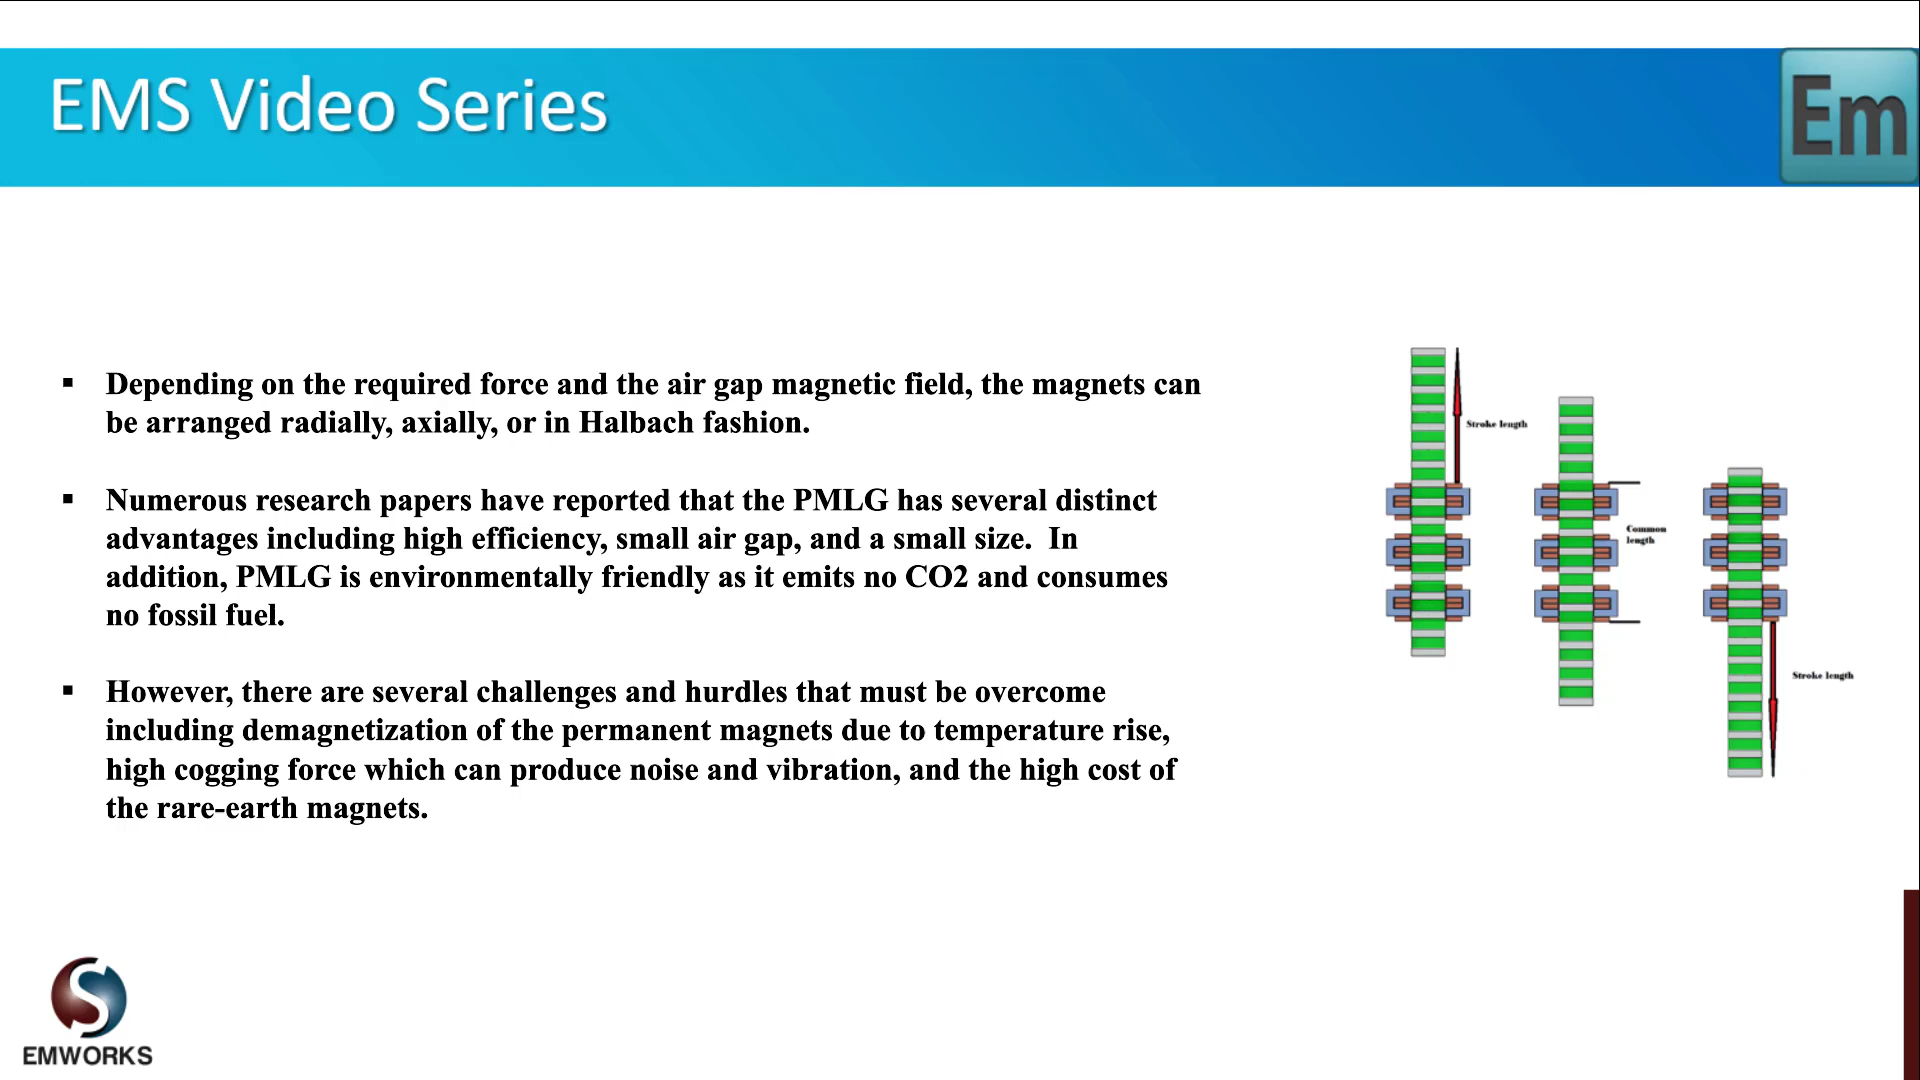 EMS Video Series
Em
▪ Depending on the required force and the air gap magnetic field, the magnets can
be arranged radially, axially, or in Halbach fashion.
▪ Numerous research papers have reported that the PMLG has several distinct
advantages including high efficiency, small air gap, and a small size.  In
addition, PMLG is environmentally friendly as it emits no CO2 and consumes
no fossil fuel.
▪ However, there are several challenges and hurdles that must be overcome
including demagnetization of the permanent magnets due to temperature rise,
high cogging force which can produce noise and vibration, and the high cost of
the rare-earth magnets.
Stroke length
Common
length
Stroke length
EMWORKS